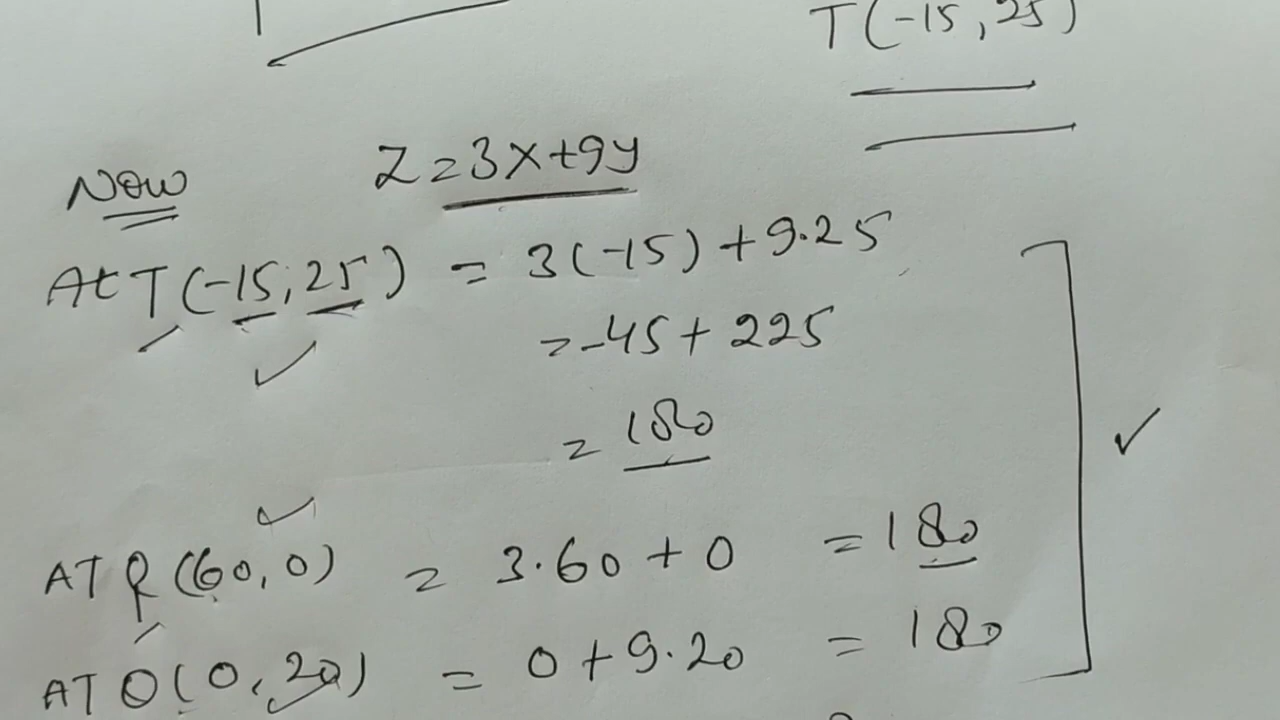 T(-15, 25)
Now Z=3x+9y
At T(-15, 25) = 3(-15)+9.25
=-45+225
= 180
AT P(60,0) = 3.60+0 =180
AT Q(0,20) = 0+9.20 = 180